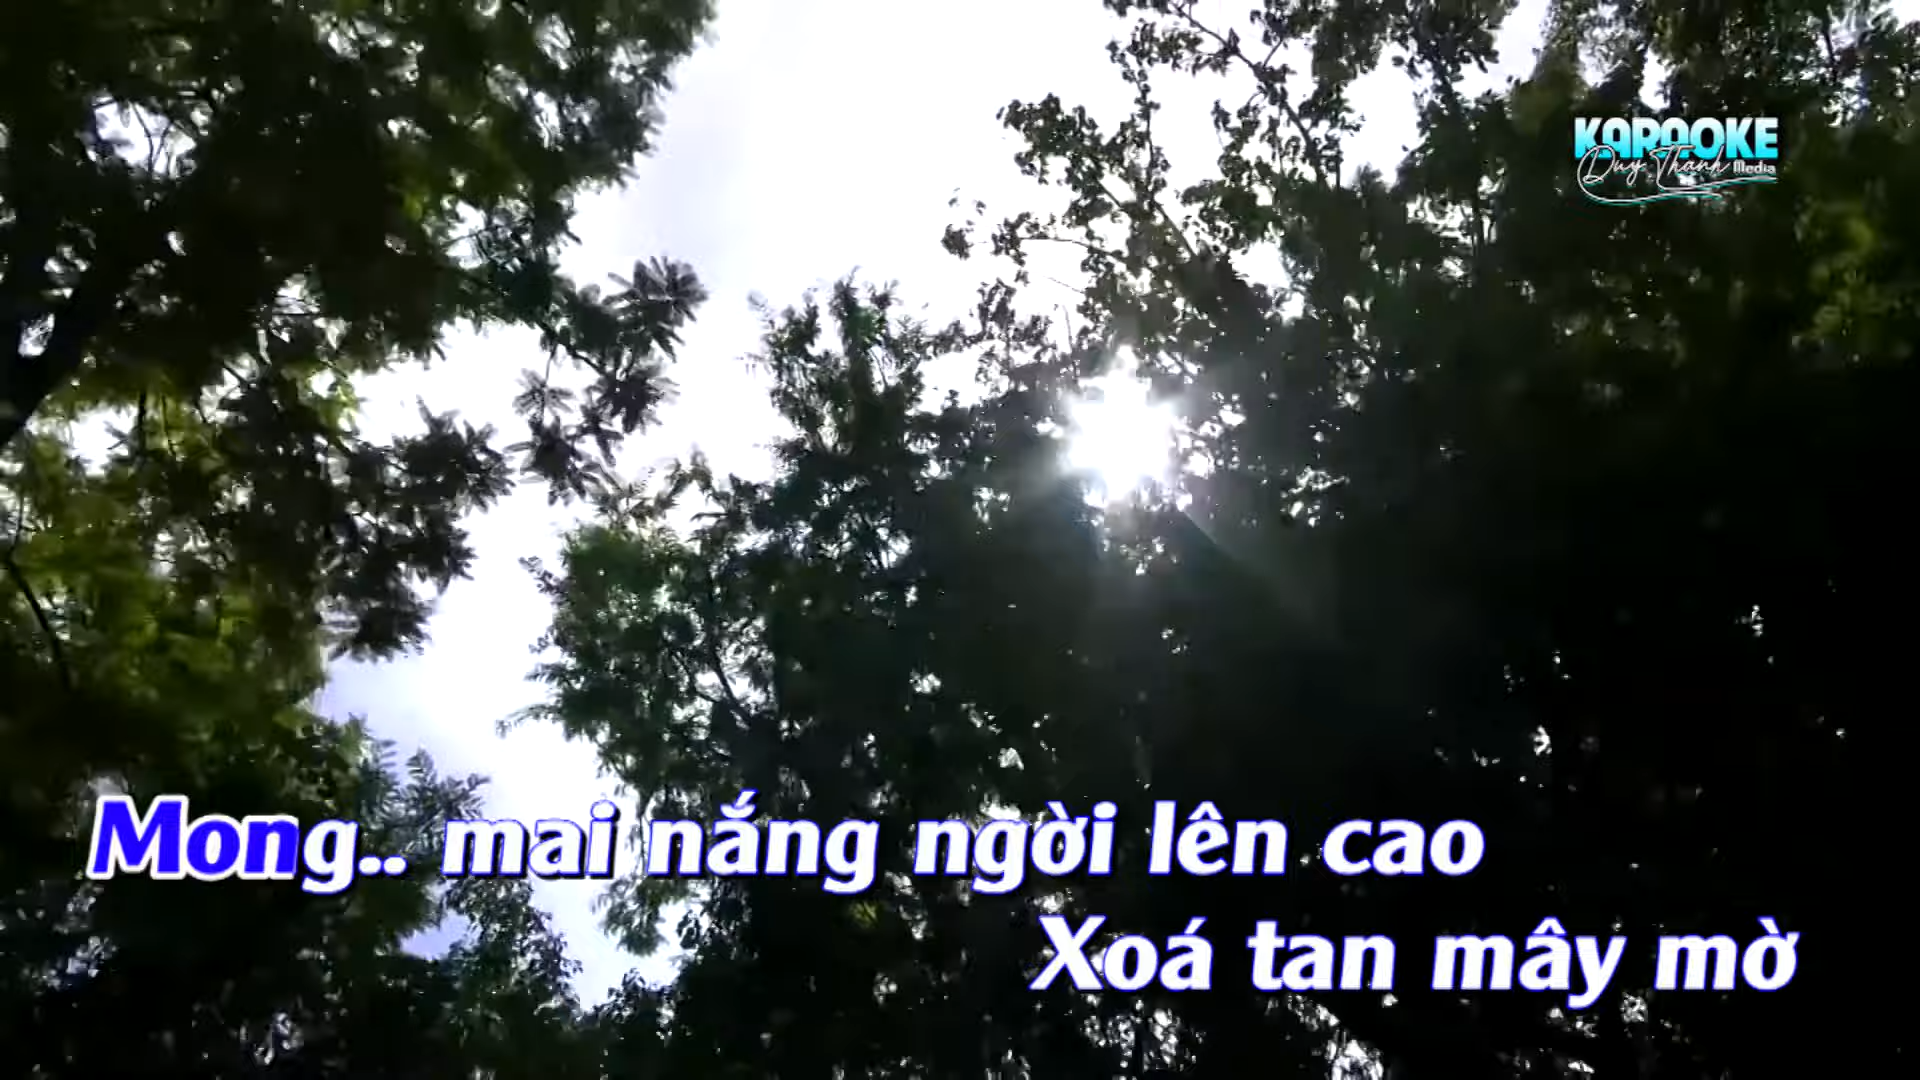 KARAOKE
Duy Thanh Media
Mong.. mai nắng ngời lên cao
Xoá tan mây mờ